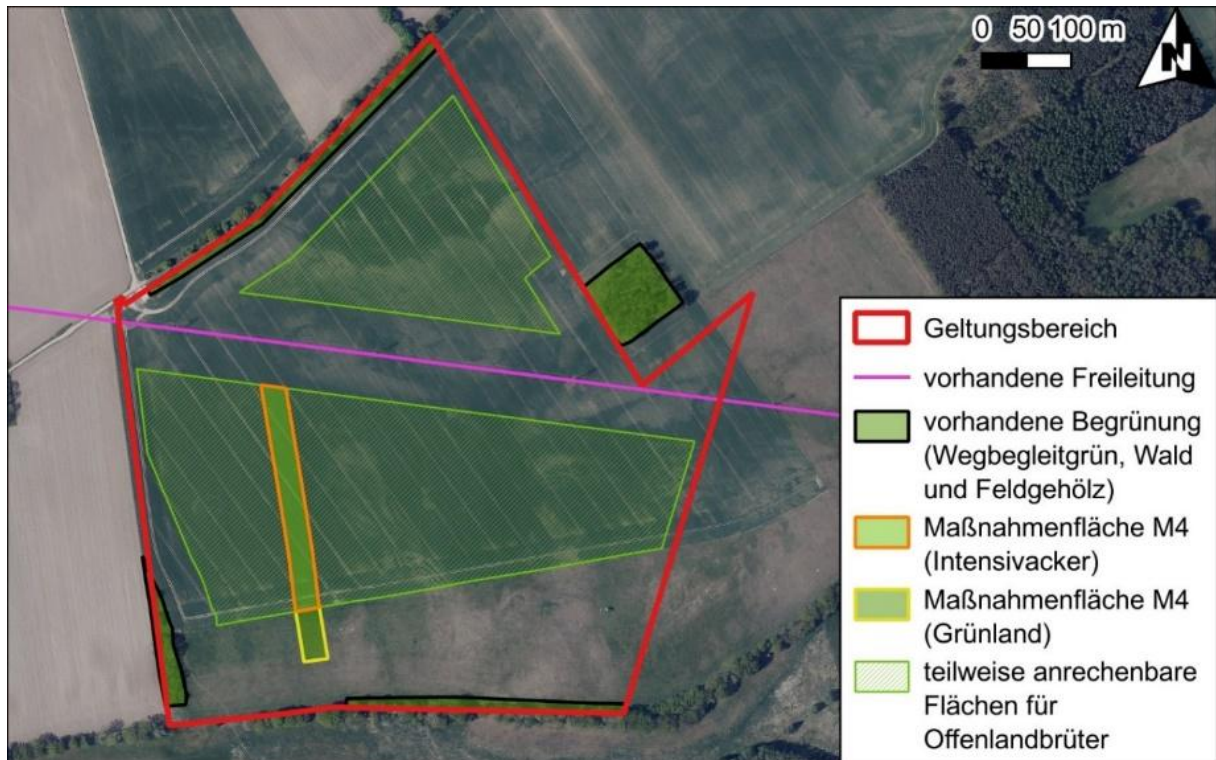 0 50 100 m
N
Geltungsbereich
vorhandene Freileitung
vorhandene Begrünung
(Wegbegleitgrün, Wald
und Feldgehölz)
Maßnahmenfläche M4
(Intensivacker)
Maßnahmenfläche M4
(Grünland)
teilweise anrechenbare
Flächen für
Offenlandbrüter